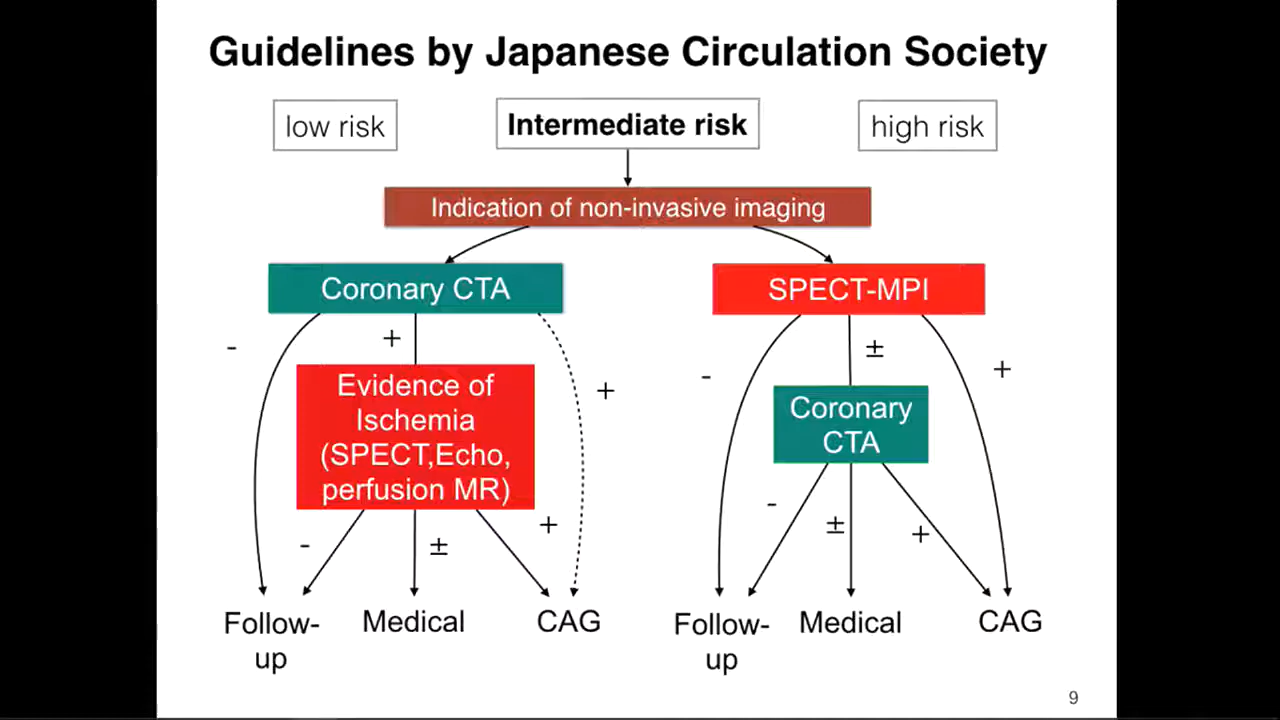 Guidelines by Japanese Circulation Society
low risk
Intermediate risk
high risk
Indication of non-invasive imaging
Coronary CTA
SPECT-MPI
-
+
+
-
±
+
Evidence of
Ischemia
(SPECT,Echo,
perfusion MR)
Coronary
CTA
-
±
+
-
±
+
Follow-
up
Medical
CAG
Follow-
up
Medical
CAG
9